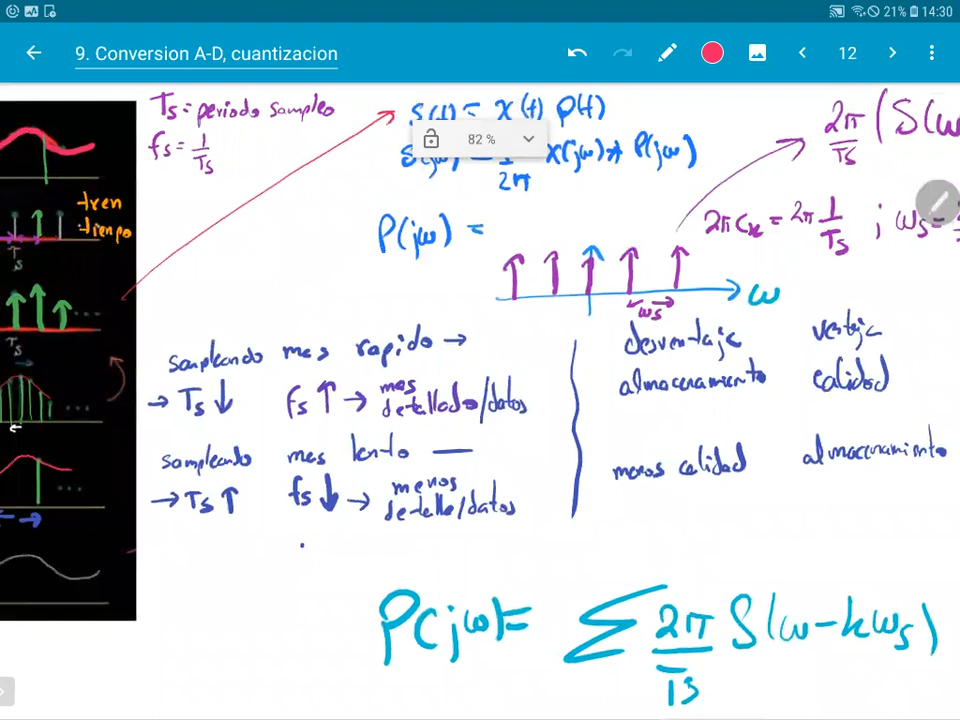 21% 14:30
9. Conversion A-D, cuantizacion
12
82 %
Ts = periodo sampleo
fs = 1/Ts
S(t) = x(t) P(t)
S(jω) = 1/2π X(jω) * P(jω)
2π/Ts (S(ω
tren
tiempo
Ts
P(jω) =
2πCk = 2π 1/Ts ; ωs =
ω
ωs
Ts
sampleando mas rapido →
desventaja ventaja
→ Ts ↓ fs ↑ → mas detallado/datos
almacenamiento calidad
sampleando mas lento —
→ Ts ↑ fs ↓ → menos detalle/datos
menos calidad almacenamiento
P(jω) = Σ 2π/Ts S(ω - kωs)